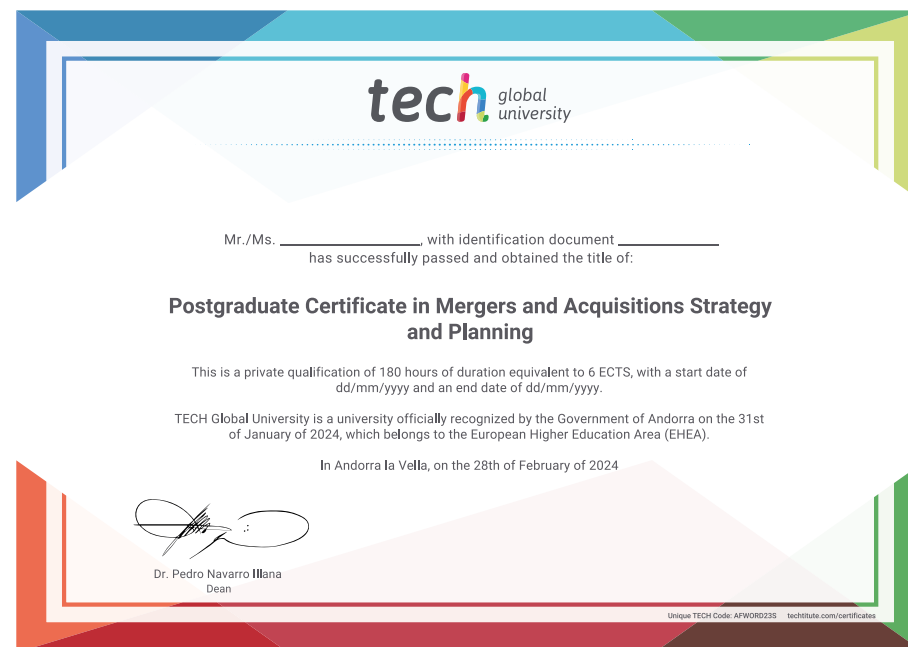 tech global
university
Mr./Ms. ____________________, with identification document ______________
has successfully passed and obtained the title of:
Postgraduate Certificate in Mergers and Acquisitions Strategy
and Planning
This is a private qualification of 180 hours of duration equivalent to 6 ECTS, with a start date of
dd/mm/yyyy and an end date of dd/mm/yyyy.
TECH Global University is a university officially recognized by the Government of Andorra on the 31st
of January of 2024, which belongs to the European Higher Education Area (EHEA).
In Andorra la Vella, on the 28th of February of 2024
Dr. Pedro Navarro Illana
Dean
Unique TECH Code: AFWORD23S techtitute.com/certificates